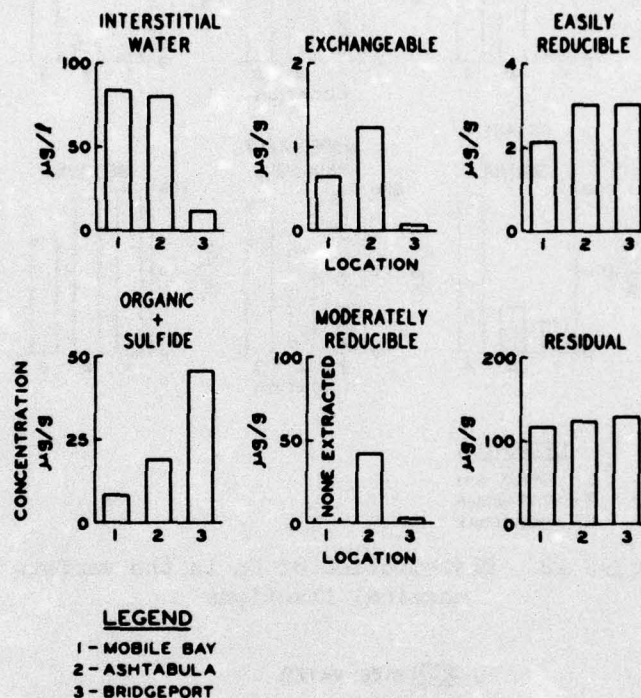 INTERSTITIAL
WATER
100
50
0
µg/l
1 2 3
EXCHANGEABLE
2
1
0
µg/g
1 2 3
LOCATION
EASILY
REDUCIBLE
4
2
0
µg/g
1 2 3
ORGANIC
+
SULFIDE
50
25
0
CONCENTRATION
µg/g
1 2 3
MODERATELY
REDUCIBLE
100
50
0
µg/g
NONE EXTRACTED
1 2 3
LOCATION
RESIDUAL
200
100
0
µg/g
1 2 3
LEGEND
1 - MOBILE BAY
2 - ASHTABULA
3 - BRIDGEPORT